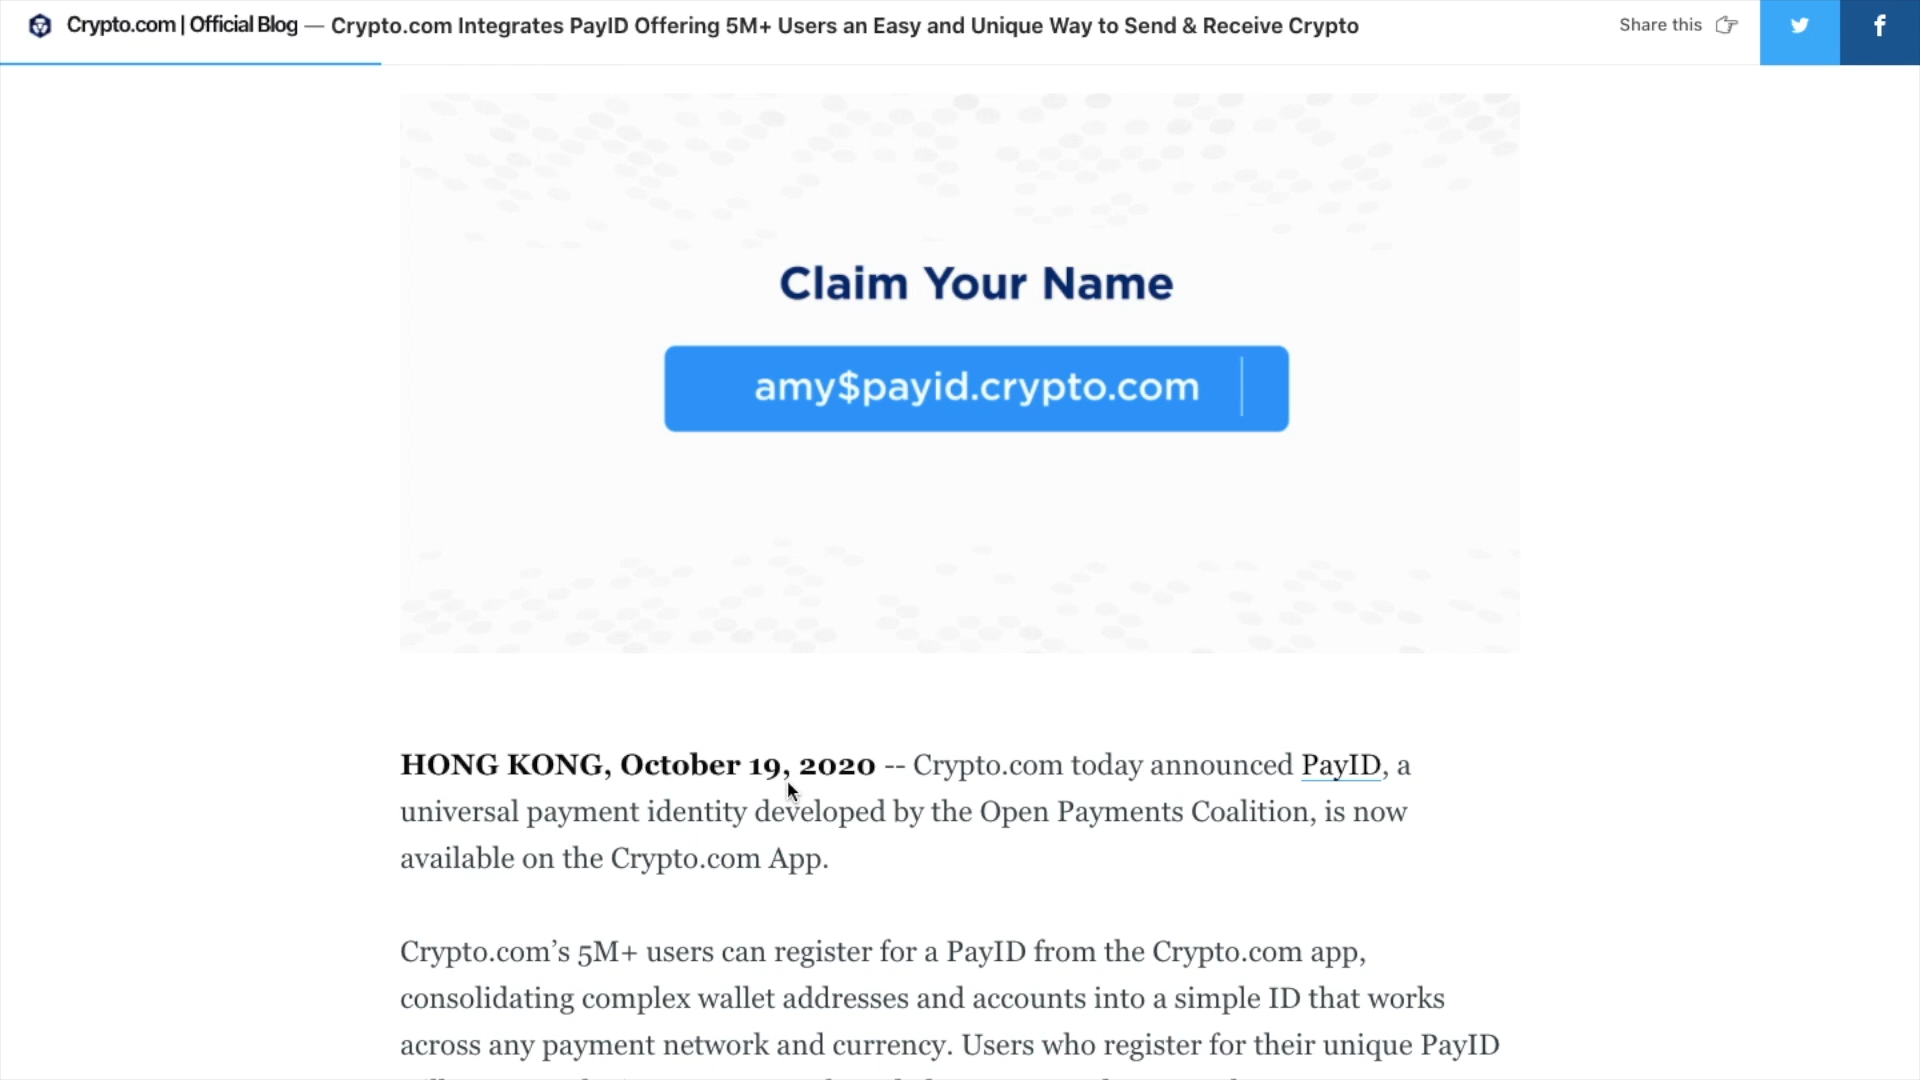 Crypto.com | Official Blog — Crypto.com Integrates PayID Offering 5M+ Users an Easy and Unique Way to Send & Receive Crypto
Share this
Claim Your Name
amy$payid.crypto.com
HONG KONG, October 19, 2020 -- Crypto.com today announced PayID, a
universal payment identity developed by the Open Payments Coalition, is now
available on the Crypto.com App.
Crypto.com’s 5M+ users can register for a PayID from the Crypto.com app,
consolidating complex wallet addresses and accounts into a simple ID that works
across any payment network and currency. Users who register for their unique PayID